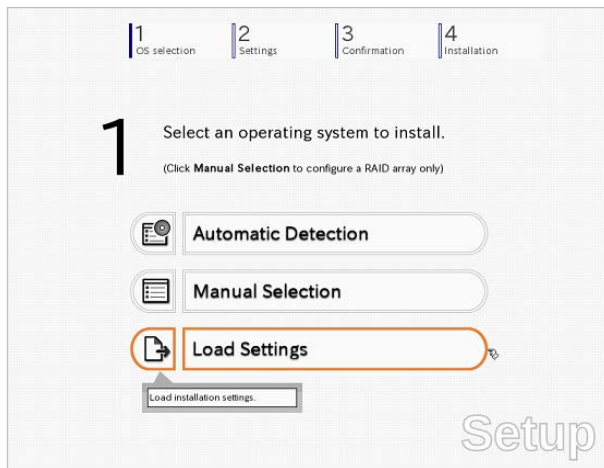 1
OS selection
2
Settings
3
Confirmation
4
Installation
1
Select an operating system to install.
(Click Manual Selection to configure a RAID array only)
Automatic Detection
Manual Selection
Load Settings
Load installation settings.
Setup